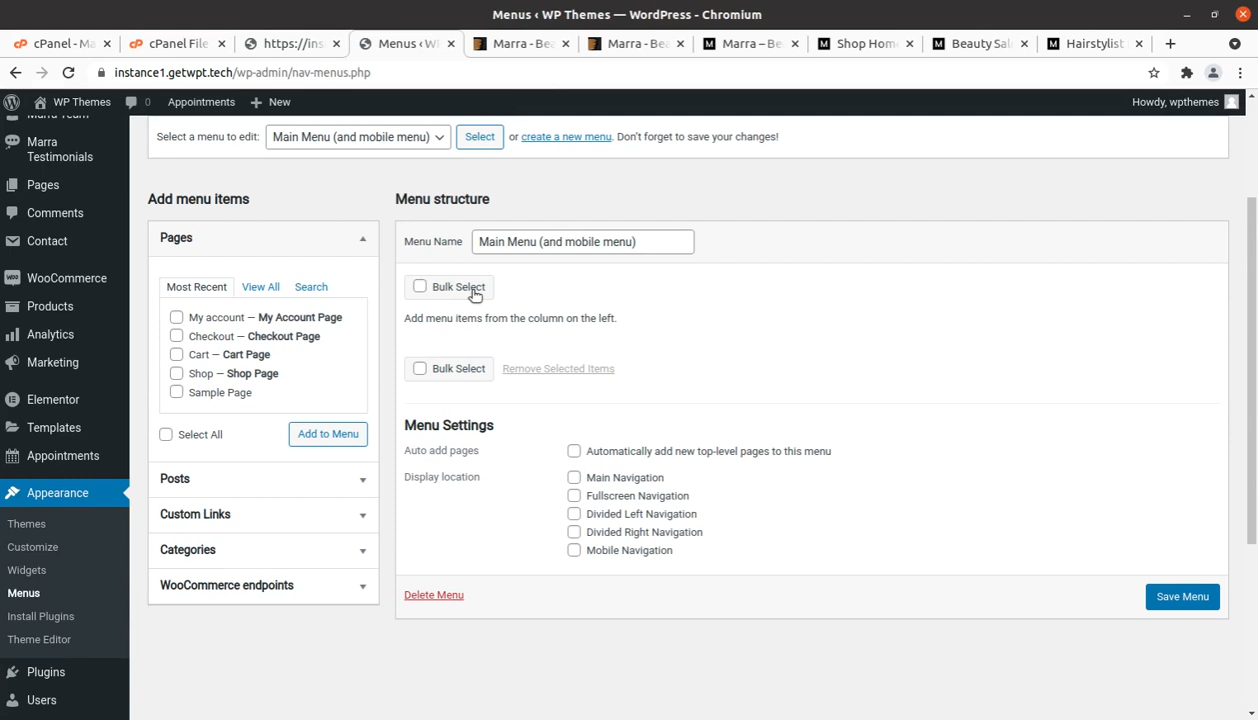 Menus ‹ WP Themes — WordPress - Chromium
cPanel - Ma
cPanel File
https://ins
Menus ‹ W
Marra - Bea
Marra - Bea
Marra – Be
Shop Hom
Beauty Sal
Hairstylist
instance1.getwpt.tech/wp-admin/nav-menus.php
WP Themes
0
Appointments
New
Howdy, wpthemes
Marra Team
Marra
Testimonials
Pages
Comments
Contact
WooCommerce
Products
Analytics
Marketing
Elementor
Templates
Appointments
Appearance
Themes
Customize
Widgets
Menus
Install Plugins
Theme Editor
Plugins
Users
Select a menu to edit: Main Menu (and mobile menu) Select or create a new menu. Don't forget to save your changes!
Add menu items
Pages
Most Recent View All Search
My account — My Account Page
Checkout — Checkout Page
Cart — Cart Page
Shop — Shop Page
Sample Page
Select All Add to Menu
Posts
Custom Links
Categories
WooCommerce endpoints
Menu structure
Menu Name Main Menu (and mobile menu)
Bulk Select
Add menu items from the column on the left.
Bulk Select Remove Selected Items
Menu Settings
Auto add pages Automatically add new top-level pages to this menu
Display location Main Navigation
Fullscreen Navigation
Divided Left Navigation
Divided Right Navigation
Mobile Navigation
Delete Menu Save Menu